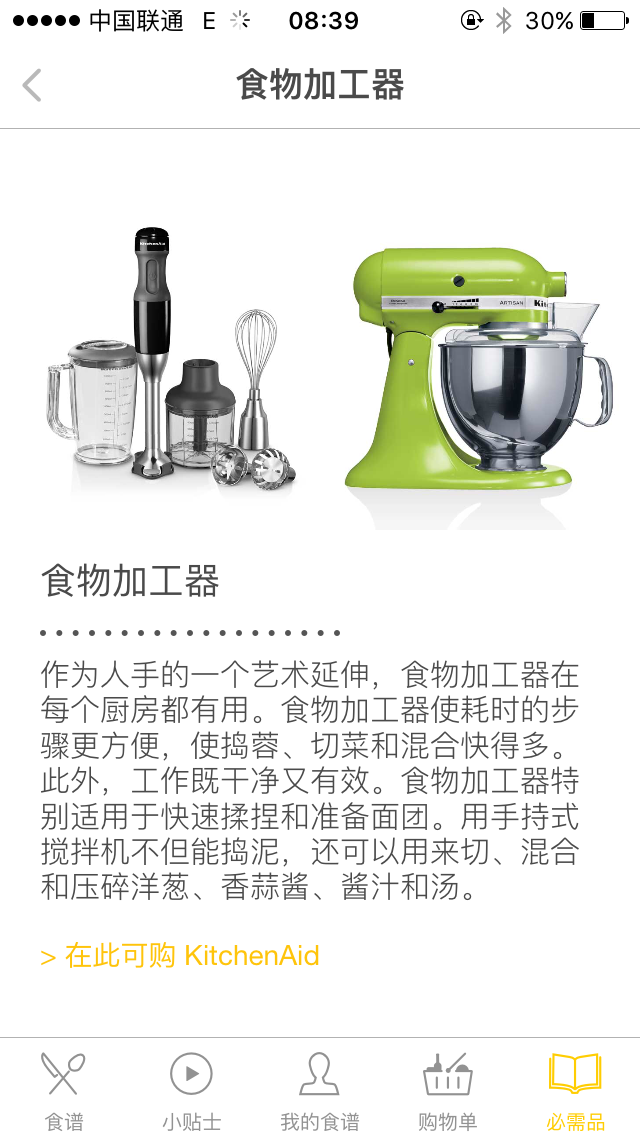 中国联通 E 08:39 30%
食物加工器
KitchenAid
ARTISAN
食物加工器
作为人手的一个艺术延伸，食物加工器在
每个厨房都有用。食物加工器使耗时的步
骤更方便，使捣蓉、切菜和混合快得多。
此外，工作既干净又有效。食物加工器特
别适用于快速揉捏和准备面团。用手持式
搅拌机不但能捣泥，还可以用来切、混合
和压碎洋葱、香蒜酱、酱汁和汤。
> 在此可购 KitchenAid
食谱 小贴士 我的食谱 购物单 必需品